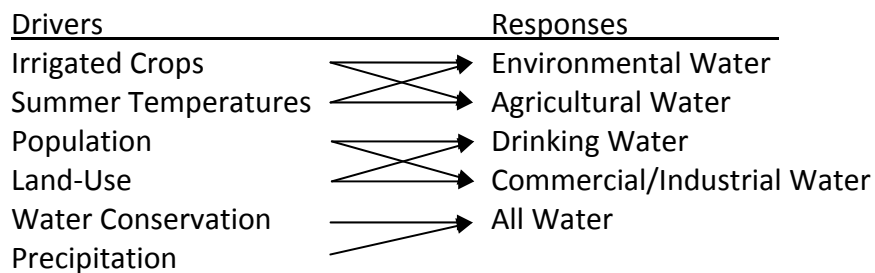 Drivers Responses
Irrigated Crops Environmental Water
Summer Temperatures Agricultural Water
Population Drinking Water
Land-Use Commercial/Industrial Water
Water Conservation All Water
Precipitation